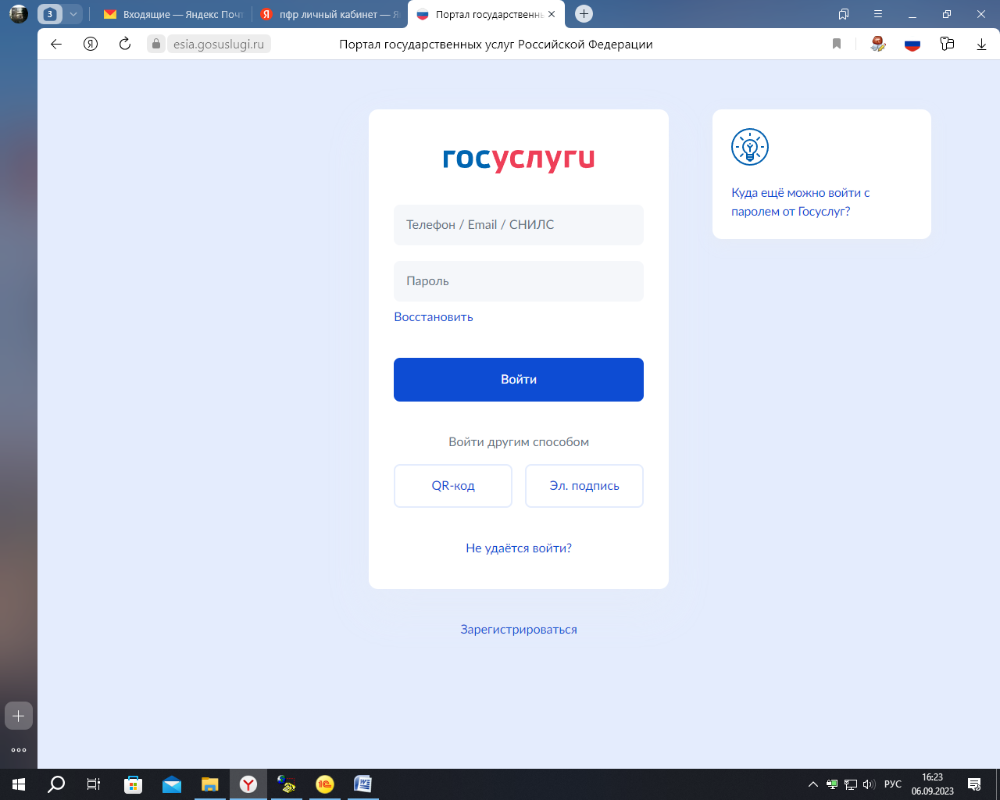 3
Входящие — Яндекс Почт
пфр личный кабинет — Я
Портал государственн
esia.gosuslugi.ru
Портал государственных услуг Российской Федерации
госуслуги
Телефон / Email / СНИЛС
Пароль
Восстановить
Войти
Войти другим способом
QR-код
Эл. подпись
Не удаётся войти?
Зарегистрироваться
Куда ещё можно войти с
паролем от Госуслуг?
РУС
16:23
06.09.2023